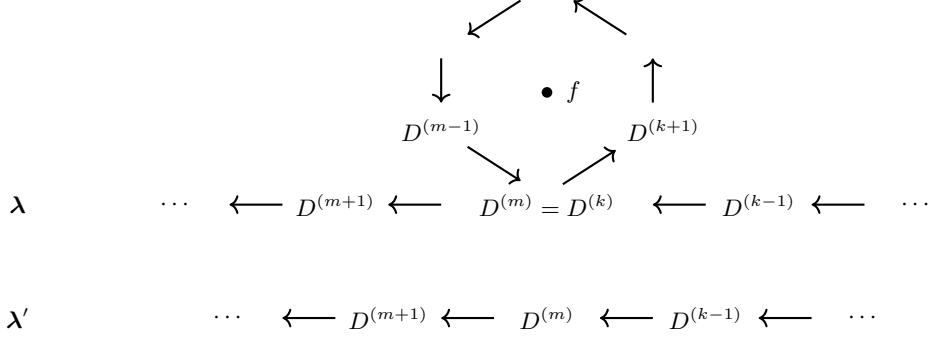 • f
D^{(m−1)} D^{(k+1)}
λ ⋯ ← D^{(m+1)} ← D^{(m)} = D^{(k)} ← D^{(k−1)} ← ⋯
λ′ ⋯ ← D^{(m+1)} ← D^{(m)} ← D^{(k−1)} ← ⋯